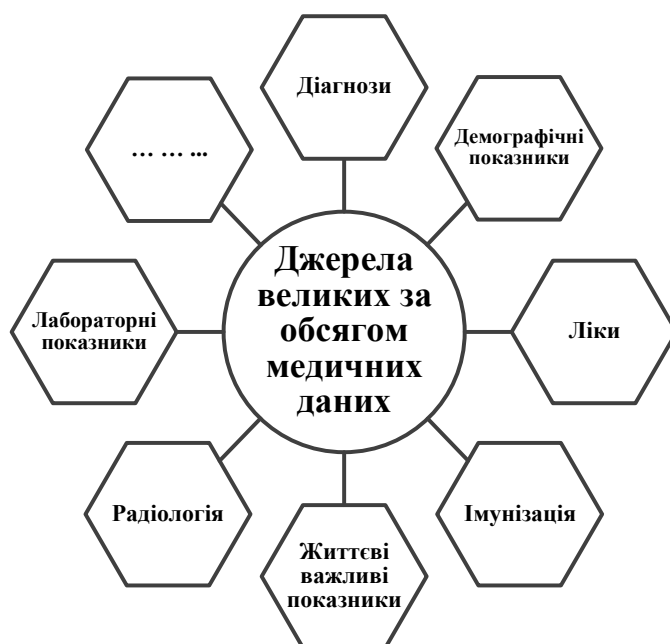 Діагнози
Демографічні
показники
… … ...
Джерела
великих за
обсягом
медичних
даних
Лабораторні
показники
Ліки
Радіологія
Імунізація
Життєві
важливі
показники